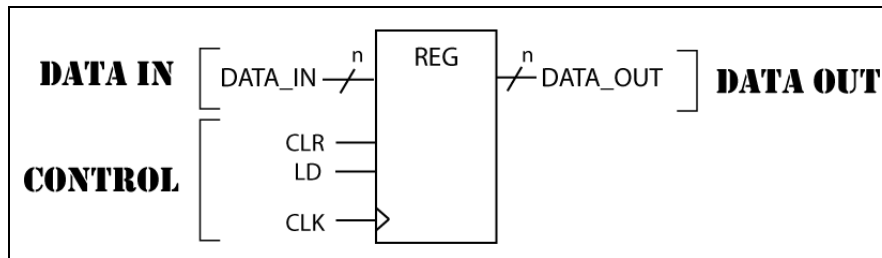 DATA IN
DATA_IN
n
REG
n
DATA_OUT
DATA OUT
CONTROL
CLR
LD
CLK